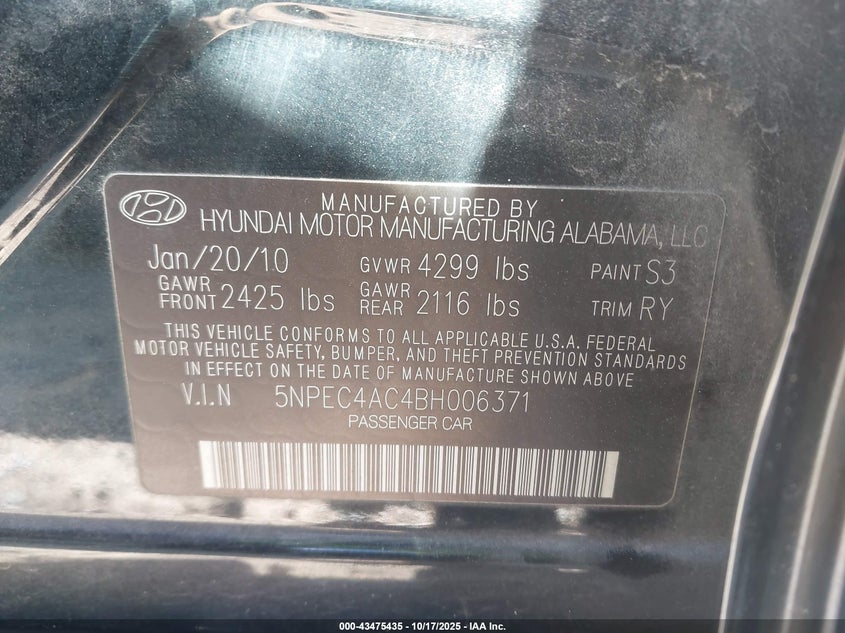 MANUFACTURED BY
HYUNDAI MOTOR MANUFACTURING ALABAMA, LLC
Jan/20/10 GVWR 4299 lbs PAINT S3
GAWR FRONT 2425 lbs GAWR REAR 2116 lbs TRIM RY
THIS VEHICLE CONFORMS TO ALL APPLICABLE U.S.A. FEDERAL
MOTOR VEHICLE SAFETY, BUMPER, AND THEFT PREVENTION STANDARDS
IN EFFECT ON THE DATE OF MANUFACTURE SHOWN ABOVE
V.I.N 5NPEC4AC4BH006371
PASSENGER CAR
000-43475435 - 10/17/2025 - IAA Inc.